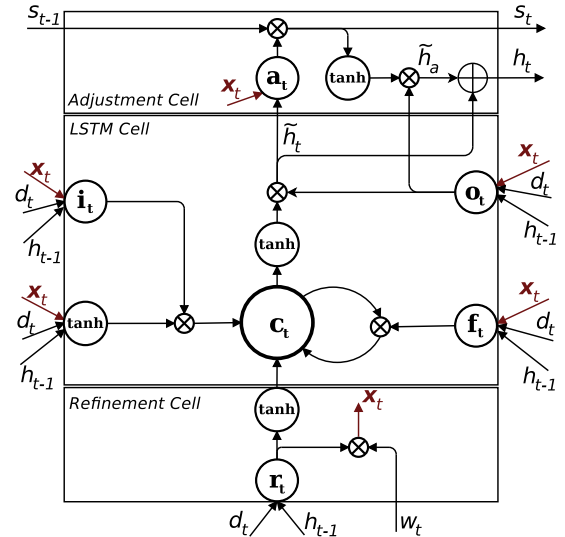 s_{t-1} s_t
h̃_a h_t
a_t tanh
x_t
Adjustment Cell
LSTM Cell
h̃_t
x_t x_t
d_t i_t o_t d_t
h_{t-1} h_{t-1}
tanh
x_t x_t
d_t tanh c_t f_t d_t
h_{t-1} h_{t-1}
Refinement Cell tanh x_t
r_t
d_t h_{t-1} w_t